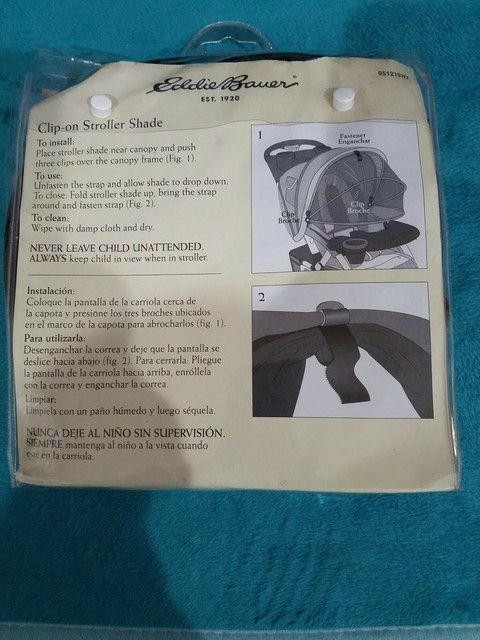 Eddie Bauer
EST. 1920
Clip-on Stroller Shade
To install:
Place stroller shade near canopy and push
three clips over the canopy frame (Fig. 1).
To use:
Unfasten the strap and allow shade to drop down.
To close: Fold stroller shade up, bring the strap
around and fasten strap (Fig. 2).
To clean:
Wipe with damp cloth and dry.
NEVER LEAVE CHILD UNATTENDED.
ALWAYS keep child in view when in stroller.
Instalación:
Coloque la pantalla de la carriola cerca de
la capota y presione los tres broches ubicados
en el marco de la capota para abrocharlos (fig. 1).
Para utilizarla:
Desenganchar la correa y deje que la pantalla se
deslice hacia abajo (fig. 2). Para cerrarla: Pliegue
la pantalla de la carriola hacia arriba, enróllela
con la correa y enganchar la correa.
Limpiar:
Límpiela con un paño húmedo y luego séquela.
NUNCA DEJE AL NIÑO SIN SUPERVISIÓN.
SIEMPRE mantenga al niño a la vista cuando
esté en la carriola.
1
Fastener
Enganchar
Clip
Broche
Clip
Broche
2